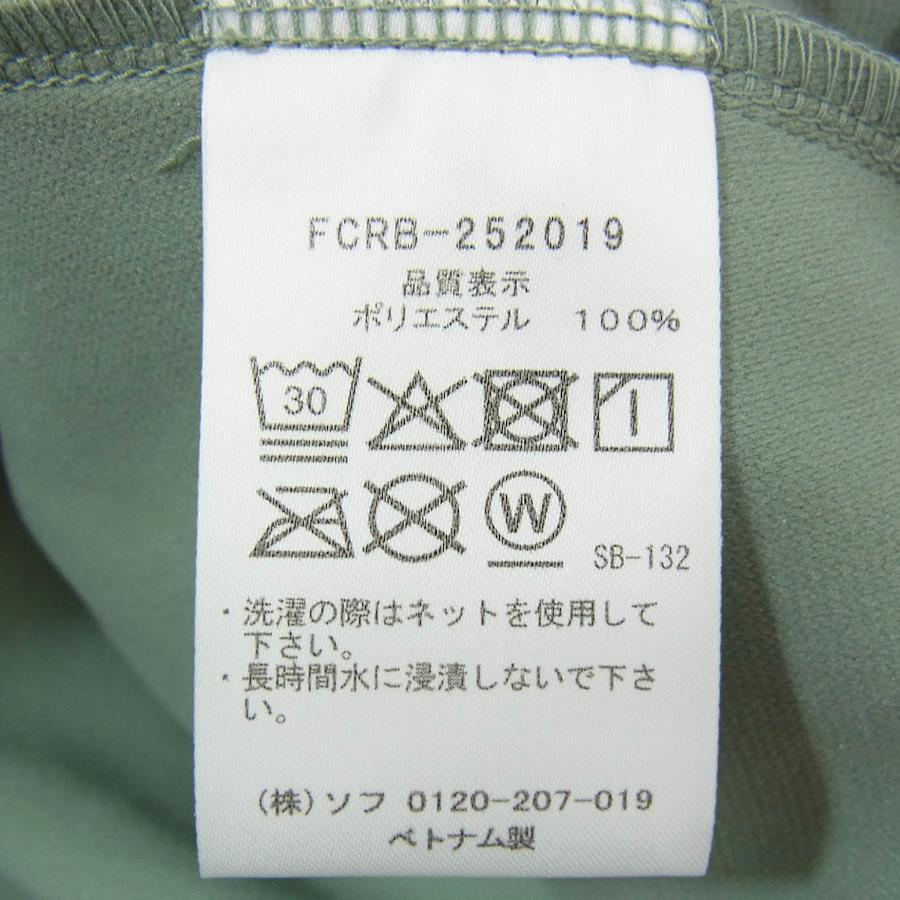 FCRB-252019
品質表示
ポリエステル 100%
30
W
SB-132
・洗濯の際はネットを使用して
下さい。
・長時間水に浸漬しないで下さ
い。
(株)ソフ 0120-207-019
ベトナム製